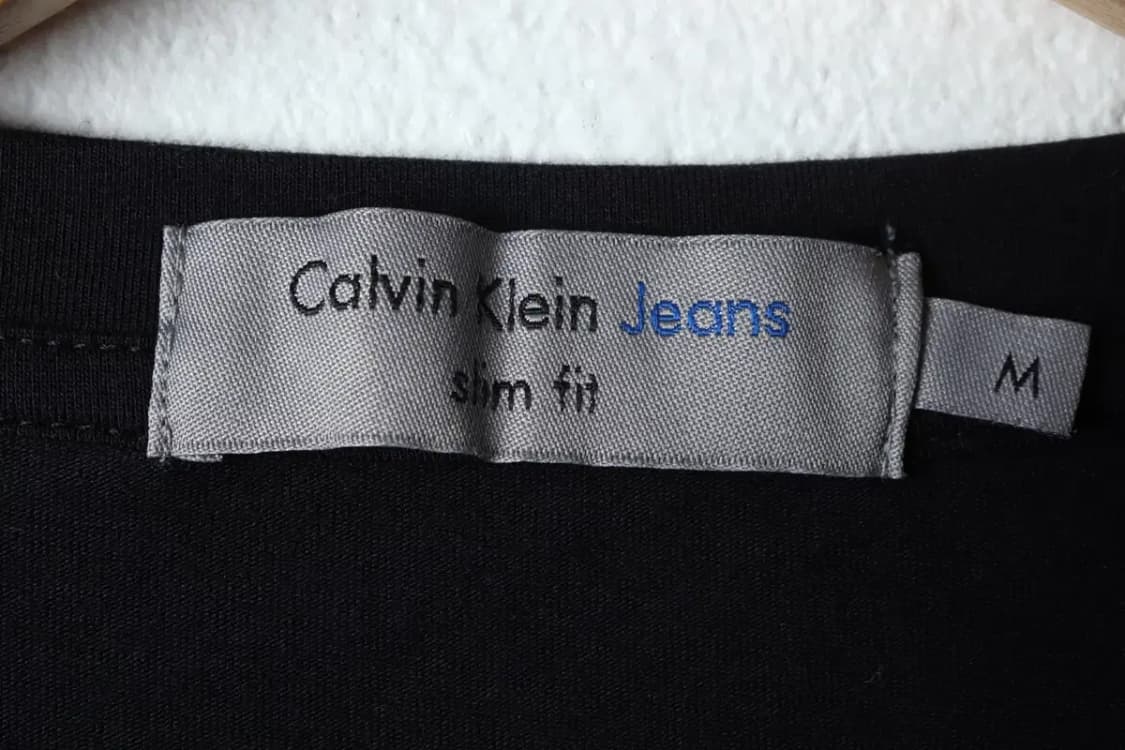 Calvin Klein Jeans
slim fit
M